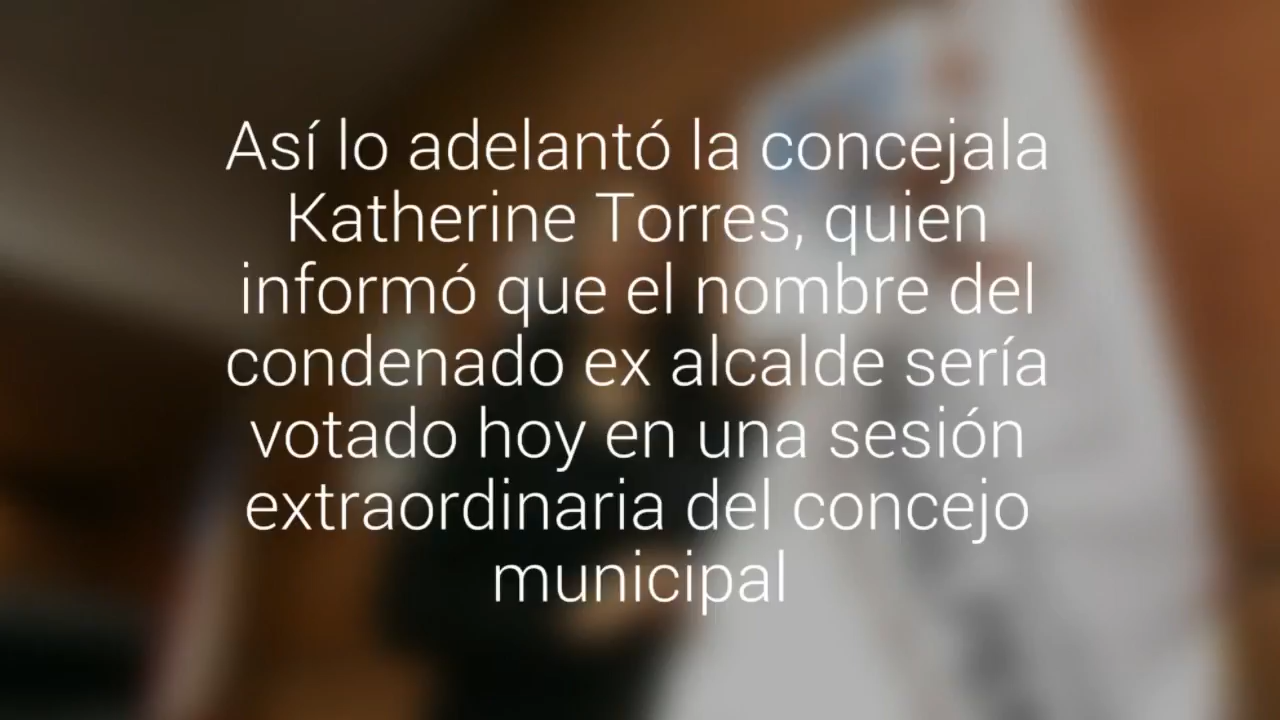 Así lo adelantó la concejala
Katherine Torres, quien
informó que el nombre del
condenado ex alcalde sería
votado hoy en una sesión
extraordinaria del concejo
municipal